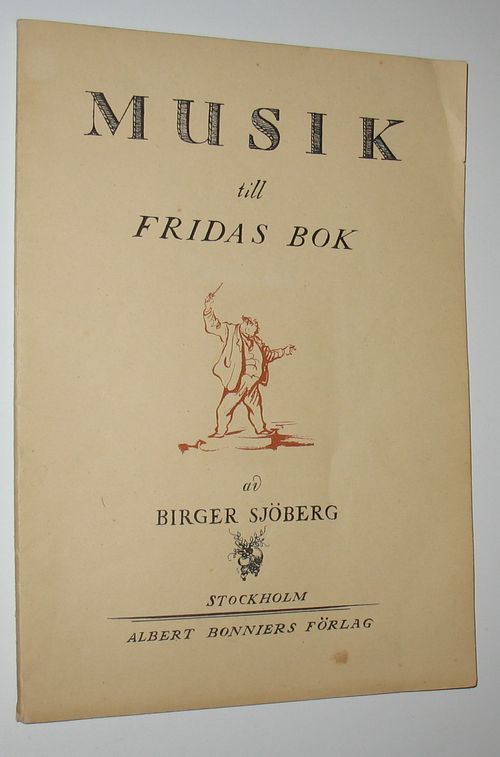 MUSIK
till
FRIDAS BOK
av
BIRGER SJÖBERG
STOCKHOLM
ALBERT BONNIERS FÖRLAG